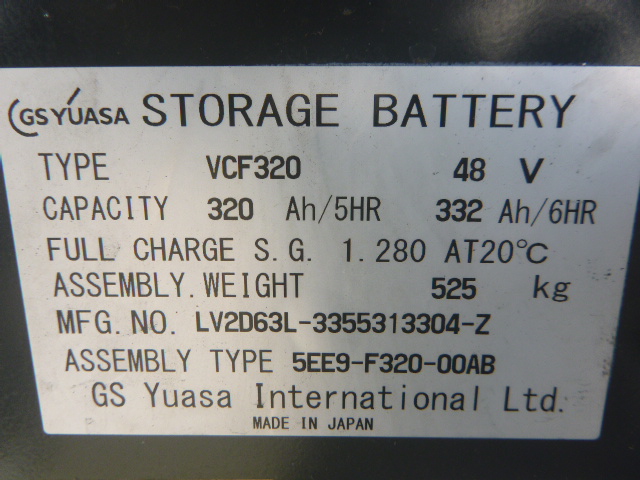 GS YUASA STORAGE BATTERY
TYPE VCF320 48 V
CAPACITY 320 Ah/5HR 332 Ah/6HR
FULL CHARGE S.G. 1.280 AT20℃
ASSEMBLY.WEIGHT 525 kg
MFG.NO. LV2D63L-3355313304-Z
ASSEMBLY TYPE 5EE9-F320-00AB
GS Yuasa International Ltd.
MADE IN JAPAN